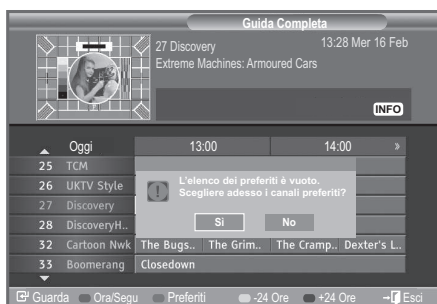 Guida Completa
27 Discovery
13:28 Mer 16 Feb
Extreme Machines: Armoured Cars
INFO
Oggi 13:00 14:00 »
25 TCM
26 UKTV Style
27 Discovery
28 DiscoveryH..
32 Cartoon Nwk The Bugs.. The Grim.. The Cramp.. Dexter's L..
33 Boomerang Closedown
L'elenco dei preferiti è vuoto.
Scegliere adesso i canali preferiti?
Si No
Guarda Ora/Segu Preferiti -24 Ore +24 Ore Esci